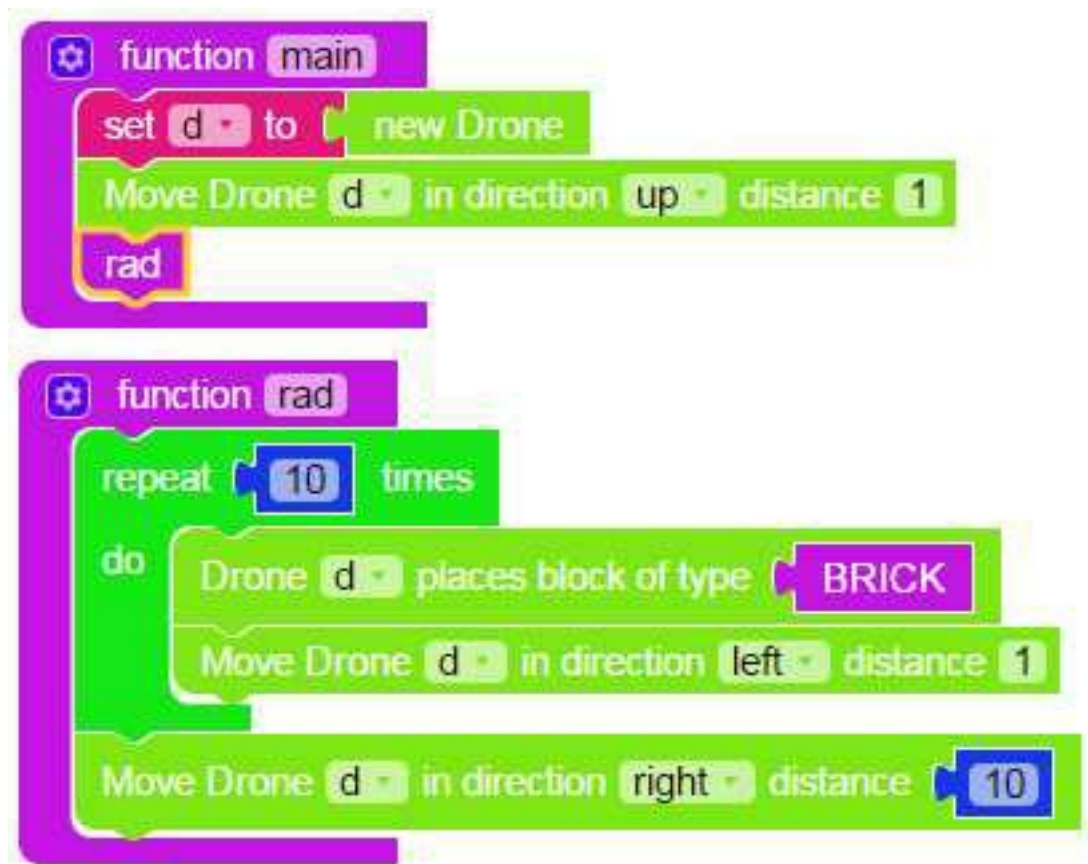 function main
set d to new Drone
Move Drone d in direction up distance 1
rad
function rad
repeat 10 times
do Drone d places block of type BRICK
Move Drone d in direction left distance 1
Move Drone d in direction right distance 10